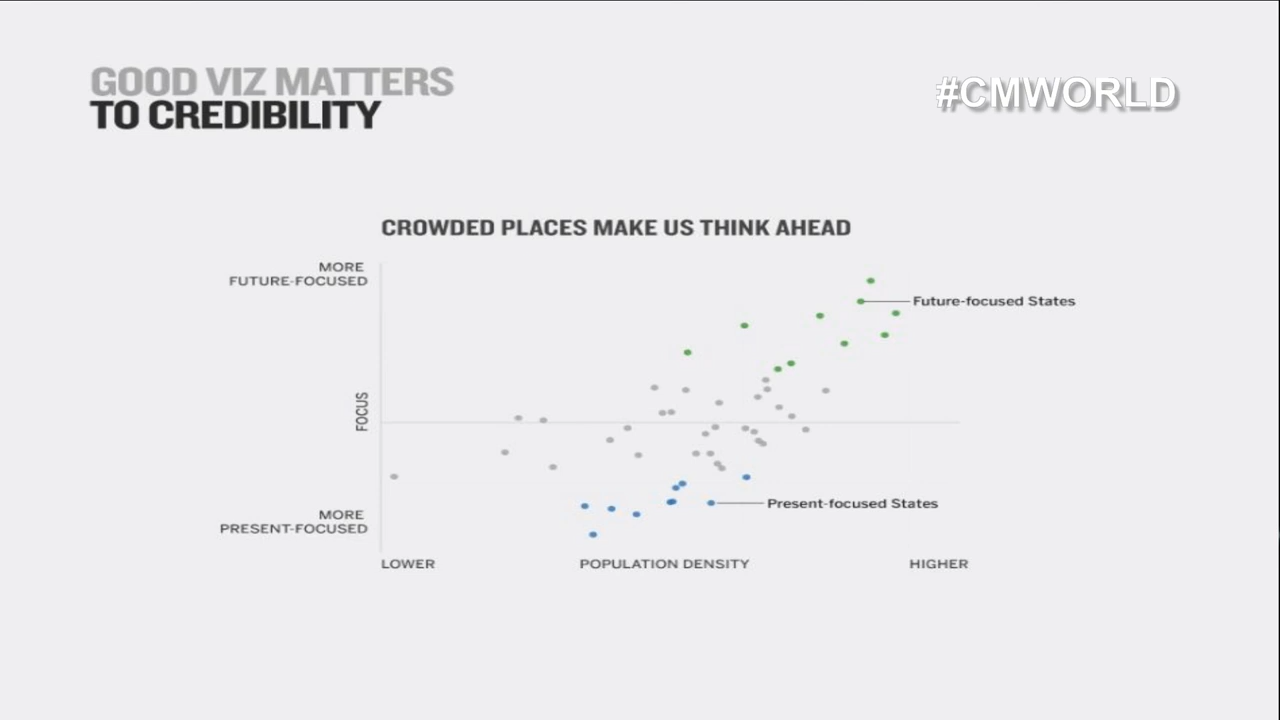 GOOD VIZ MATTERS
TO CREDIBILITY
#CMWORLD
CROWDED PLACES MAKE US THINK AHEAD
MORE
FUTURE-FOCUSED
Future-focused States
FOCUS
MORE
PRESENT-FOCUSED
Present-focused States
LOWER
POPULATION DENSITY
HIGHER